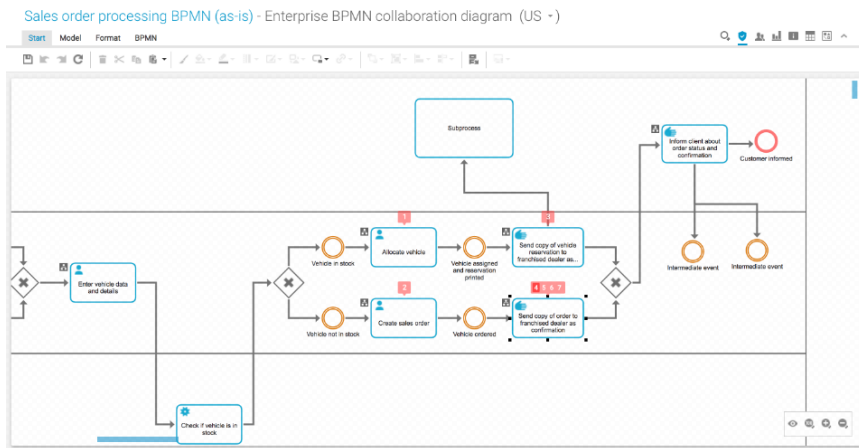 Sales order processing BPMN (as-is) - Enterprise BPMN collaboration diagram (US -)
Start Model Format BPMN
Subprocess
Inform client about
order status and
confirmation
Customer informed
1
3
Allocate vehicle
Send copy of vehicle
reservation to
franchised dealer as...
Vehicle in stock
Vehicle assigned
and reservation
printed
Intermediate event
Intermediate event
Enter vehicle data
and details
2
4 5 6 7
Create sales order
Send copy of order to
franchised dealer as
confirmation
Vehicle not in stock
Vehicle ordered
Check if vehicle is in
stock